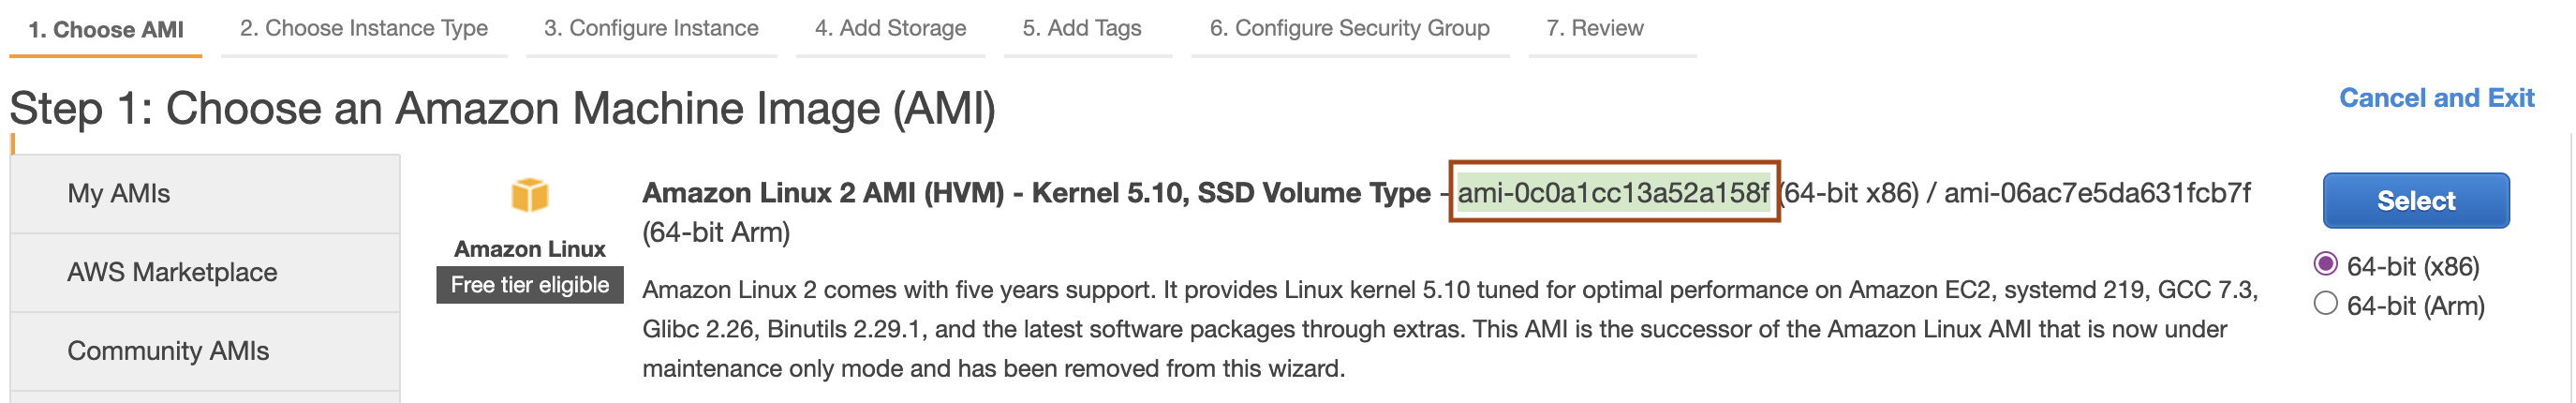 1. Choose AMI 2. Choose Instance Type 3. Configure Instance 4. Add Storage 5. Add Tags 6. Configure Security Group 7. Review
Step 1: Choose an Amazon Machine Image (AMI)
Cancel and Exit
My AMIs
AWS Marketplace
Community AMIs
Amazon Linux
Free tier eligible
Amazon Linux 2 AMI (HVM) - Kernel 5.10, SSD Volume Type - ami-0c0a1cc13a52a158f (64-bit x86) / ami-06ac7e5da631fcb7f
(64-bit Arm)
Amazon Linux 2 comes with five years support. It provides Linux kernel 5.10 tuned for optimal performance on Amazon EC2, systemd 219, GCC 7.3,
Glibc 2.26, Binutils 2.29.1, and the latest software packages through extras. This AMI is the successor of the Amazon Linux AMI that is now under
maintenance only mode and has been removed from this wizard.
Select
64-bit (x86)
64-bit (Arm)